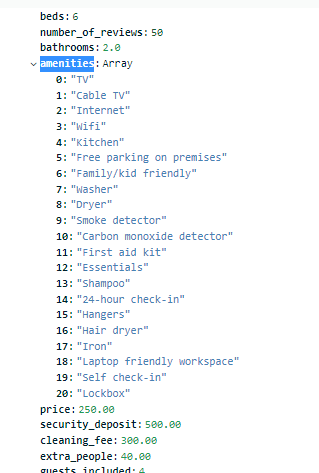 beds: 6
number_of_reviews: 50
bathrooms: 2.0
amenities: Array
0: "TV"
1: "Cable TV"
2: "Internet"
3: "Wifi"
4: "Kitchen"
5: "Free parking on premises"
6: "Family/kid friendly"
7: "Washer"
8: "Dryer"
9: "Smoke detector"
10: "Carbon monoxide detector"
11: "First aid kit"
12: "Essentials"
13: "Shampoo"
14: "24-hour check-in"
15: "Hangers"
16: "Hair dryer"
17: "Iron"
18: "Laptop friendly workspace"
19: "Self check-in"
20: "Lockbox"
price: 250.00
security_deposit: 500.00
cleaning_fee: 300.00
extra_people: 40.00
guests_included: 4